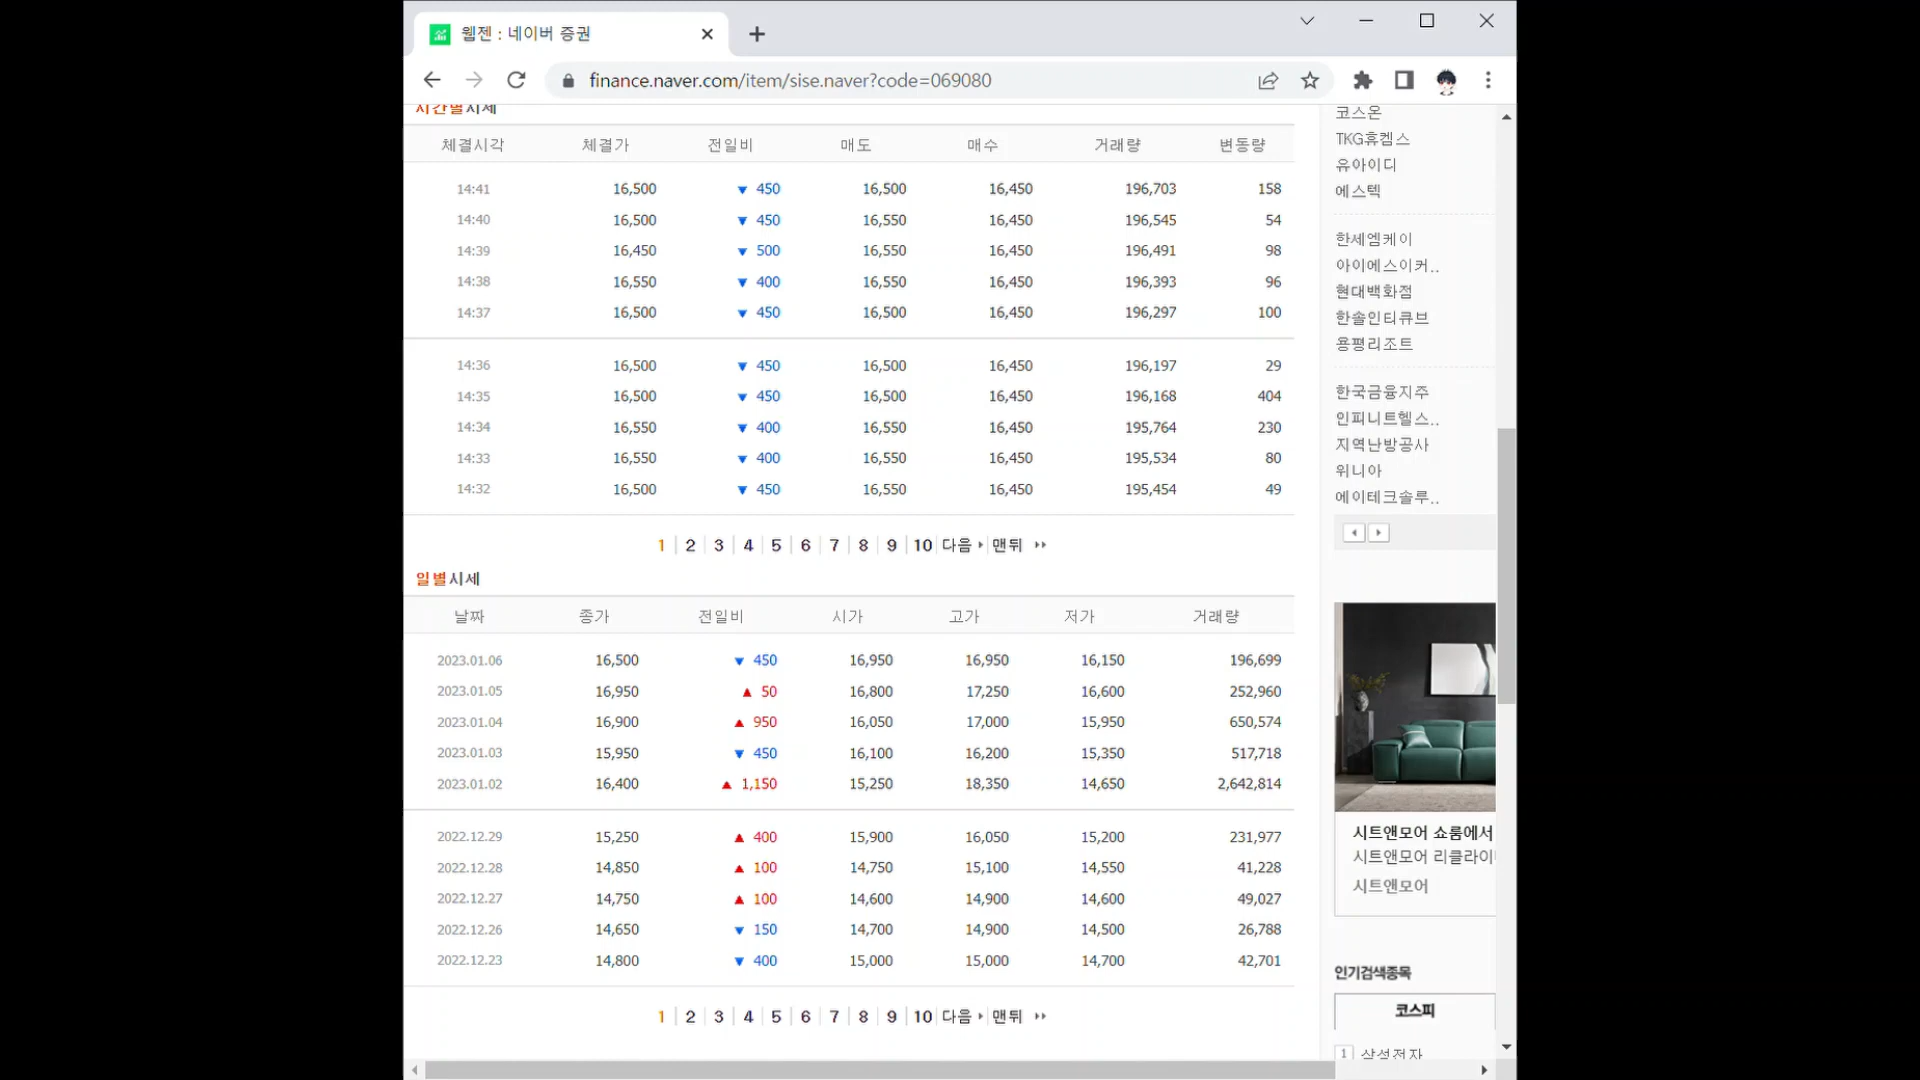 웹젠 : 네이버 증권
finance.naver.com/item/sise.naver?code=069080
시간별시세
체결시각 체결가 전일비 매도 매수 거래량 변동량
14:41 16,500 ▼ 450 16,500 16,450 196,703 158
14:40 16,500 ▼ 450 16,550 16,450 196,545 54
14:39 16,450 ▼ 500 16,550 16,450 196,491 98
14:38 16,550 ▼ 400 16,550 16,450 196,393 96
14:37 16,500 ▼ 450 16,500 16,450 196,297 100
14:36 16,500 ▼ 450 16,500 16,450 196,197 29
14:35 16,500 ▼ 450 16,500 16,450 196,168 404
14:34 16,550 ▼ 400 16,550 16,450 195,764 230
14:33 16,550 ▼ 400 16,550 16,450 195,534 80
14:32 16,500 ▼ 450 16,550 16,450 195,454 49
1 2 3 4 5 6 7 8 9 10 다음 맨뒤
일별시세
날짜 종가 전일비 시가 고가 저가 거래량
2023.01.06 16,500 ▼ 450 16,950 16,950 16,150 196,699
2023.01.05 16,950 ▲ 50 16,800 17,250 16,600 252,960
2023.01.04 16,900 ▲ 950 16,050 17,000 15,950 650,574
2023.01.03 15,950 ▼ 450 16,100 16,200 15,350 517,718
2023.01.02 16,400 ▲ 1,150 15,250 18,350 14,650 2,642,814
2022.12.29 15,250 ▲ 400 15,900 16,050 15,200 231,977
2022.12.28 14,850 ▲ 100 14,750 15,100 14,550 41,228
2022.12.27 14,750 ▲ 100 14,600 14,900 14,600 49,027
2022.12.26 14,650 ▼ 150 14,700 14,900 14,500 26,788
2022.12.23 14,800 ▼ 400 15,000 15,000 14,700 42,701
1 2 3 4 5 6 7 8 9 10 다음 맨뒤
코스온
TKG휴켐스
유아이디
에스텍
한세엠케이
아이에스이커..
현대백화점
한솔인티큐브
용평리조트
한국금융지주
인피니트헬스..
지역난방공사
위니아
에이테크솔루..
시트앤모어 쇼룸에서
시트앤모어 리클라이
시트앤모어
인기검색종목
코스피
1 삼성전자